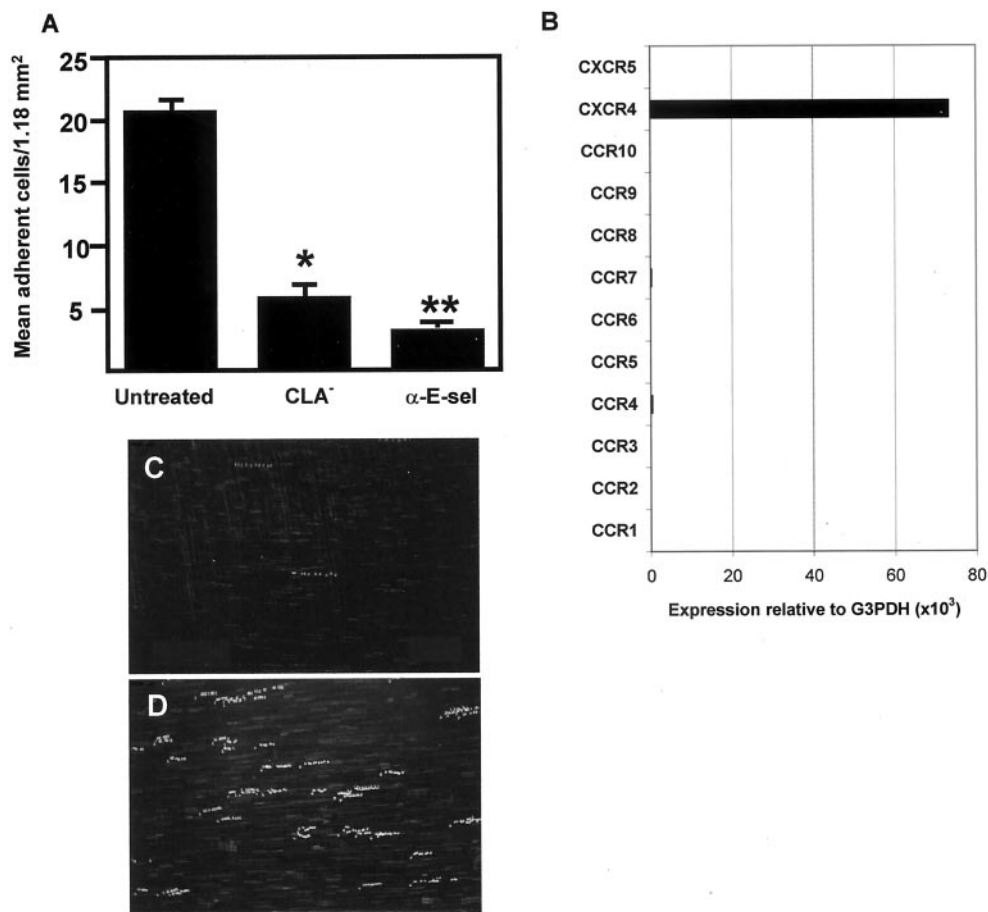 A
Mean adherent cells/1.18 mm²
25
20
15
10
5
*
**
Untreated
CLA⁻
α-E-sel
B
CXCR5
CXCR4
CCR10
CCR9
CCR8
CCR7
CCR6
CCR5
CCR4
CCR3
CCR2
CCR1
0 20 40 60 80
Expression relative to G3PDH (x10³)
C
D